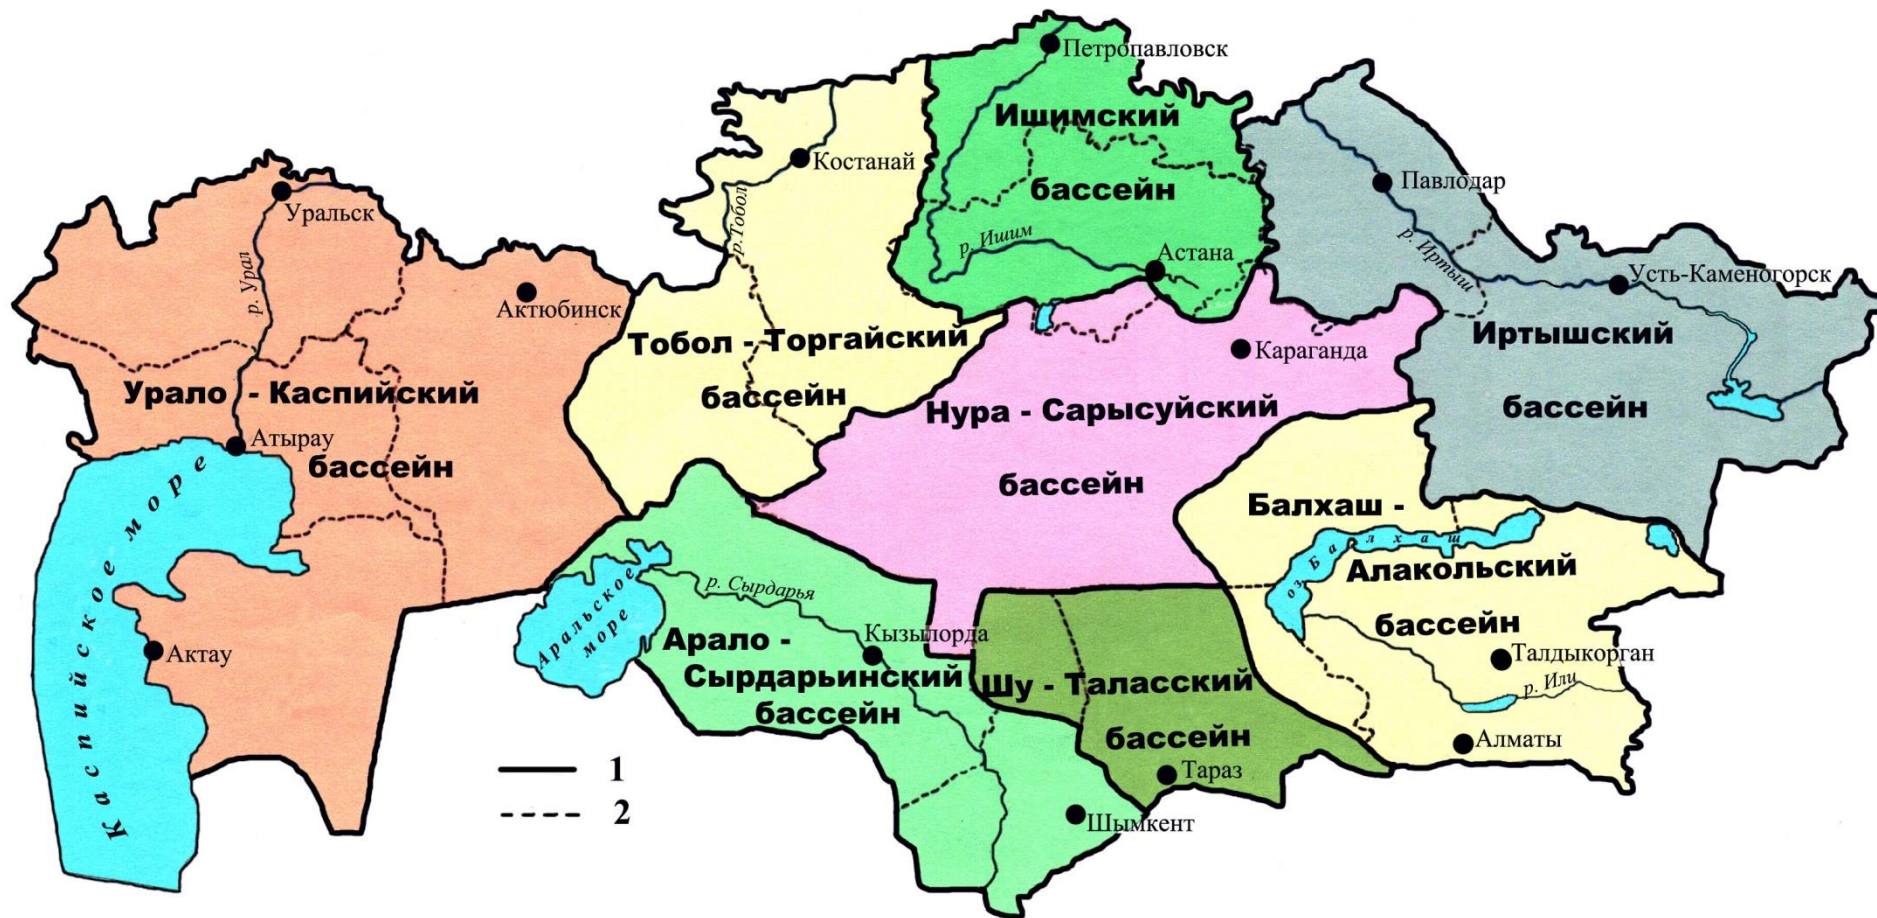 Петропавловск
Ишимский
бассейн
р. Ишим
Астана
Костанай
р.Тобол
Тобол - Торгайский
бассейн
Павлодар
р. Иртыш
Усть-Каменогорск
Иртышский
бассейн
Уральск
р. Урал
Актюбинск
Урало - Каспийский
бассейн
Атырау
Каспийское море
Актау
Караганда
Нура - Сарысуйский
бассейн
Балхаш -
Алакольский
бассейн
оз. Балхаш
Талдыкорган
р. Или
Алматы
Аральское
море
р. Сырдарья
Кызылорда
Арало -
Сырдарьинский
бассейн
Шымкент
Шу - Таласский
бассейн
Тараз
1
2